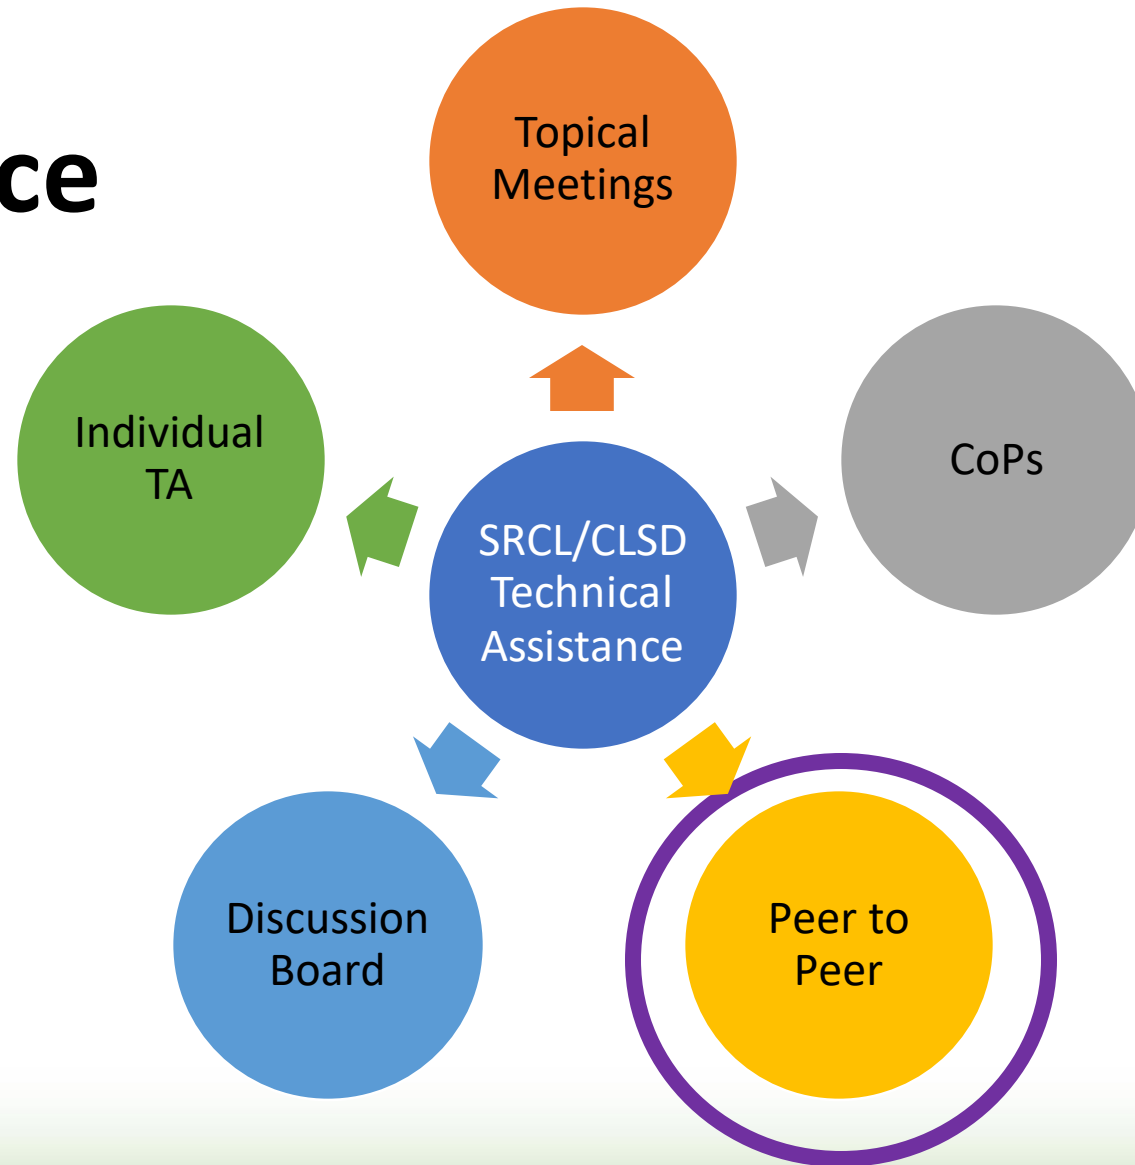 ce
Topical
Meetings
Individual
TA
CoPs
SRCL/CLSD
Technical
Assistance
Discussion
Board
Peer to
Peer